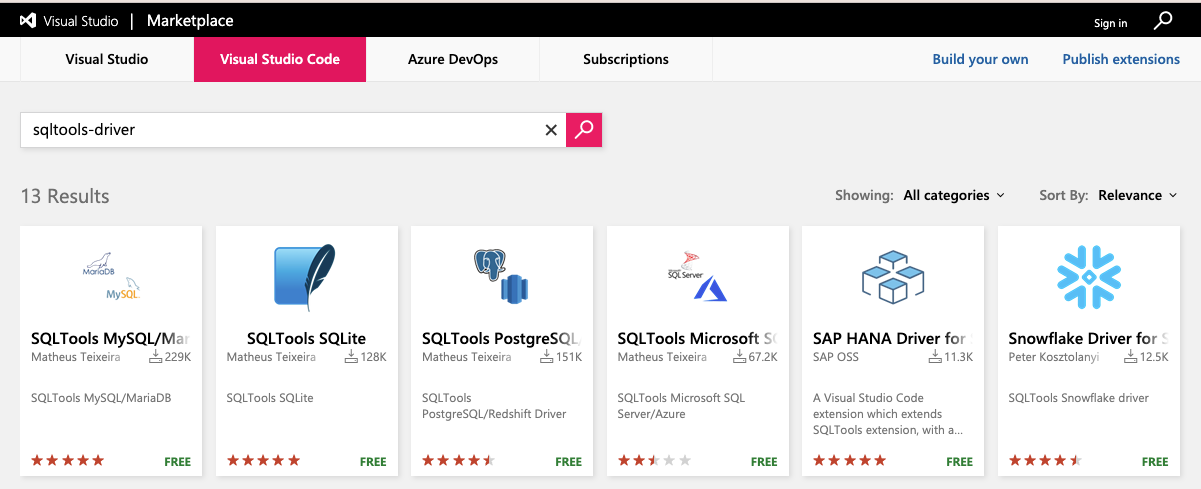 Visual Studio | Marketplace
Sign in
Visual Studio
Visual Studio Code
Azure DevOps
Subscriptions
Build your own
Publish extensions
sqltools-driver
13 Results
Showing: All categories
Sort By: Relevance
MariaDB
MySQL
SQLTools MySQL/Mar
Matheus Teixeira 229K
SQLTools MySQL/MariaDB
FREE
SQLTools SQLite
Matheus Teixeira 128K
SQLTools SQLite
FREE
SQLTools PostgreSQL/
Matheus Teixeira 151K
SQLTools
PostgreSQL/Redshift Driver
FREE
SQL Server
SQLTools Microsoft SQ
Matheus Teixeira 67.2K
SQLTools Microsoft SQL
Server/Azure
FREE
SAP HANA Driver for S
SAP OSS 11.3K
A Visual Studio Code
extension which extends
SQLTools extension, with a...
FREE
Snowflake Driver for S
Peter Kosztolanyi 12.5K
SQLTools Snowflake driver
FREE